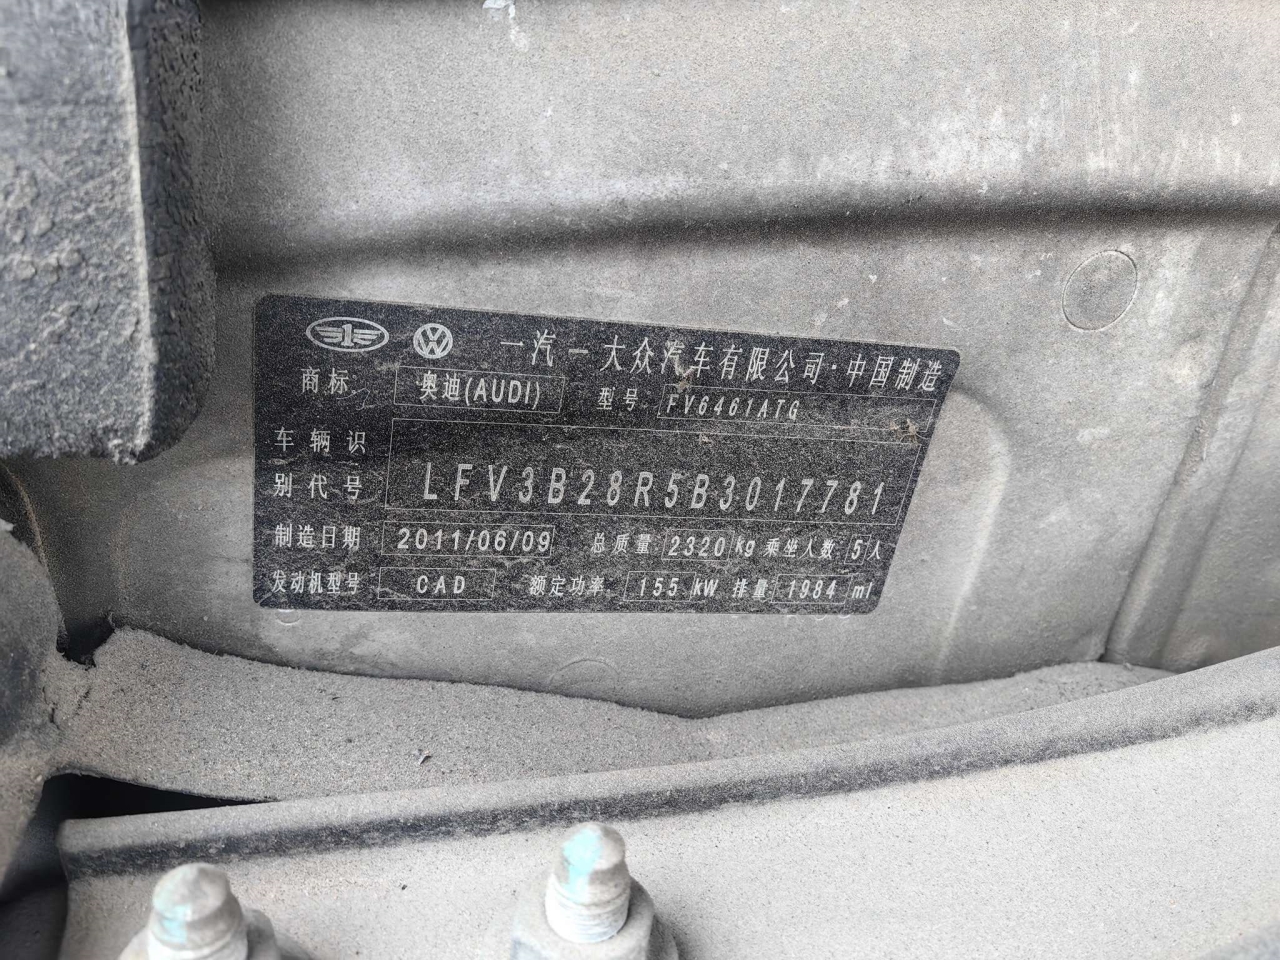 一汽－大众汽车有限公司·中国制造
商标: 奥迪(AUDI) 型号: FV6461ATG
车辆识
别代号 LFV3B28R5B3017781
制造日期 2011/06/09 总质量: 2320 kg 乘坐人数: 5人
发动机型号 CAD 额定功率: 155 kW 排量: 1984 ml